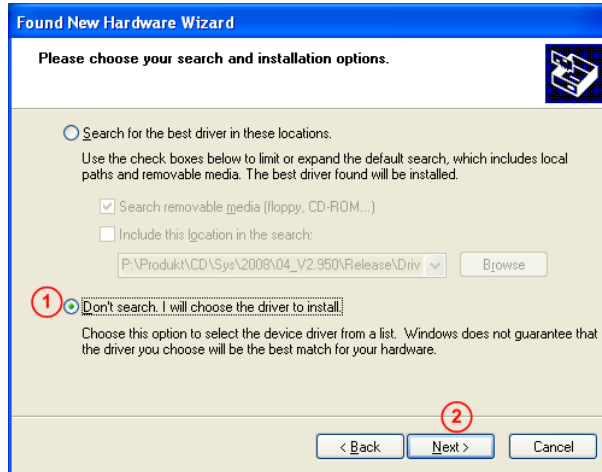 Found New Hardware Wizard
Please choose your search and installation options.
Search for the best driver in these locations.
Use the check boxes below to limit or expand the default search, which includes local
paths and removable media. The best driver found will be installed.
Search removable media (floppy, CD-ROM...)
Include this location in the search:
P:\Produkt\CD\Sys\2008\04_V2.950\Release\Driv
Browse
1
Don't search. I will choose the driver to install.
Choose this option to select the device driver from a list. Windows does not guarantee that
the driver you choose will be the best match for your hardware.
2
< Back
Next >
Cancel